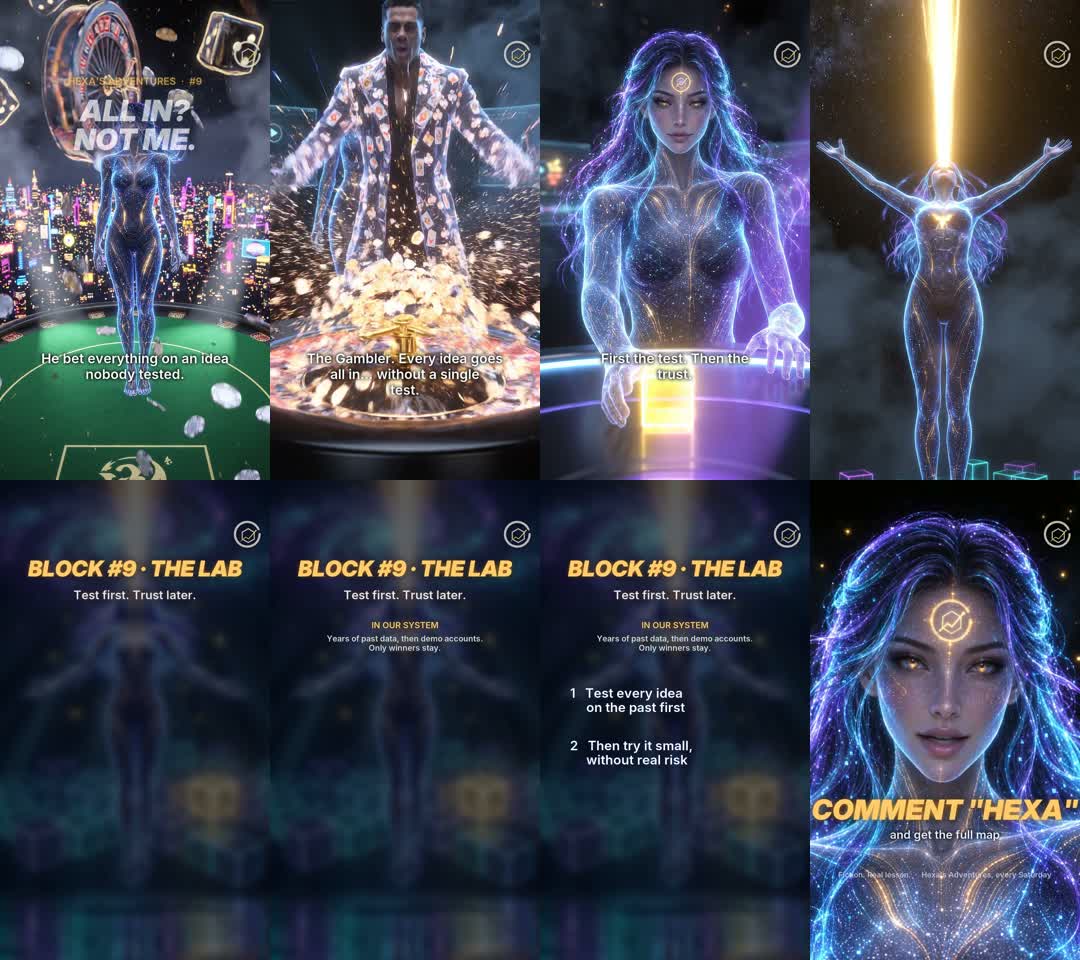 HEXA'S ADVENTURES · #9
ALL IN?
NOT ME.
He bet everything on an idea
nobody tested.
The Gambler. Every idea goes
all in... without a single
test.
First the test. Then the
trust.
BLOCK #9 · THE LAB
Test first. Trust later.
BLOCK #9 · THE LAB
Test first. Trust later.
IN OUR SYSTEM
Years of past data, then demo accounts.
Only winners stay.
BLOCK #9 · THE LAB
Test first. Trust later.
IN OUR SYSTEM
Years of past data, then demo accounts.
Only winners stay.
1 Test every idea
on the past first
2 Then try it small,
without real risk
COMMENT "HEXA"
and get the full map
Fiction. Real lesson. · Hexa's Adventures, every Saturday